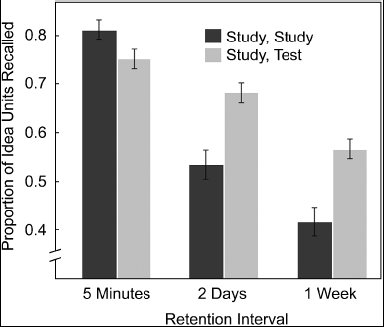 Proportion of Idea Units Recalled
0.8
0.7
0.6
0.5
0.4
Study, Study
Study, Test
5 Minutes
2 Days
1 Week
Retention Interval